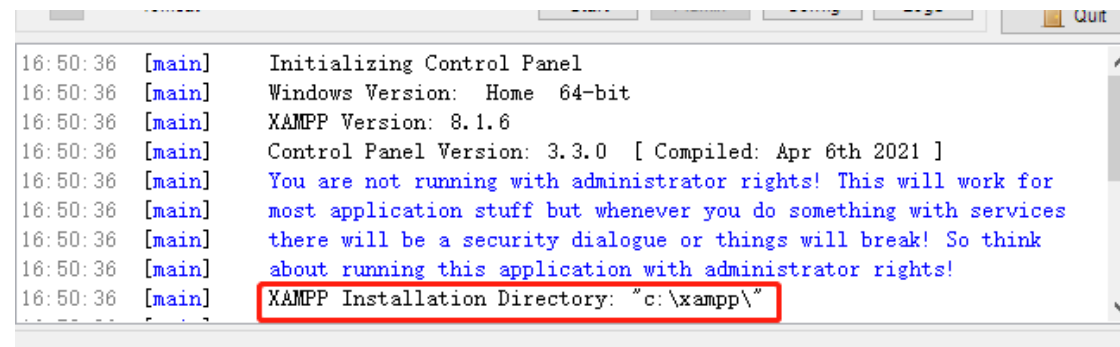 Quit
16:50:36 [main] Initializing Control Panel
16:50:36 [main] Windows Version: Home 64-bit
16:50:36 [main] XAMPP Version: 8.1.6
16:50:36 [main] Control Panel Version: 3.3.0 [ Compiled: Apr 6th 2021 ]
16:50:36 [main] You are not running with administrator rights! This will work for
16:50:36 [main] most application stuff but whenever you do something with services
16:50:36 [main] there will be a security dialogue or things will break! So think
16:50:36 [main] about running this application with administrator rights!
16:50:36 [main] XAMPP Installation Directory: "c:\xampp\"